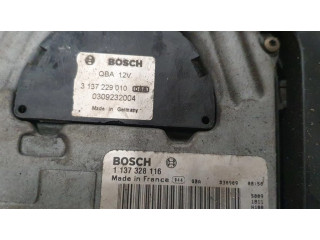 BOSCH
QBA 12V
3 137 229 010
0309232004
Made in Germany
BOSCH
1 137 328 116
Made in France QBA